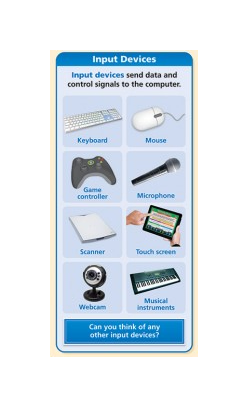 Input Devices
Input devices send data and
control signals to the computer.
Keyboard
Mouse
Game
controller
Microphone
Scanner
Touch screen
Webcam
Musical
instruments
Can you think of any
other input devices?